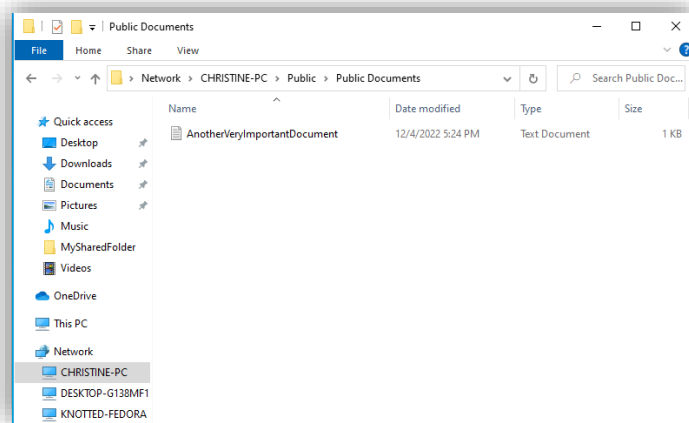 Public Documents
File Home Share View
Network > CHRISTINE-PC > Public > Public Documents
Search Public Doc...
Name Date modified Type Size
AnotherVeryImportantDocument 12/4/2022 5:24 PM Text Document 1 KB
Quick access
Desktop
Downloads
Documents
Pictures
Music
MySharedFolder
Videos
OneDrive
This PC
Network
CHRISTINE-PC
DESKTOP-G138MF1
KNOTTED-FEDORA